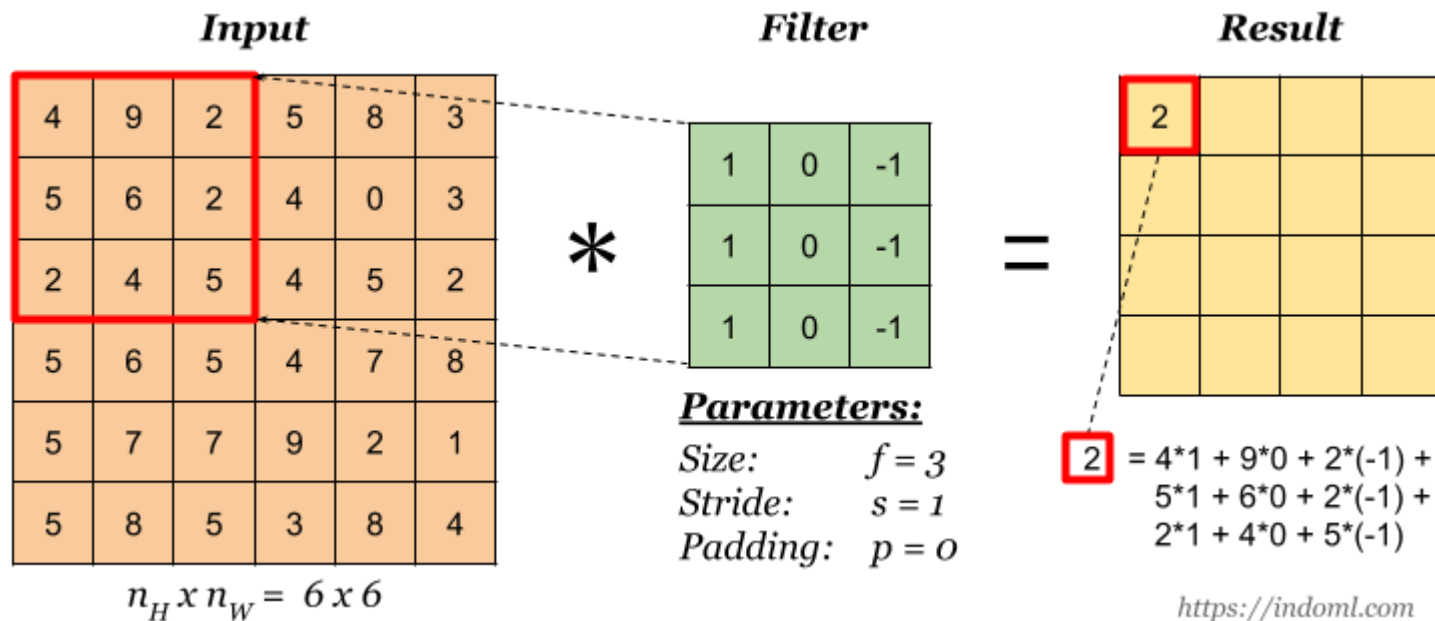 Input
4 9 2 5 8 3
5 6 2 4 0 3
2 4 5 4 5 2
5 6 5 4 7 8
5 7 7 9 2 1
5 8 5 3 8 4
n_H x n_W = 6 x 6
*
Filter
1 0 -1
1 0 -1
1 0 -1
Parameters:
Size: f = 3
Stride: s = 1
Padding: p = 0
=
Result
2
2 = 4*1 + 9*0 + 2*(-1) +
5*1 + 6*0 + 2*(-1) +
2*1 + 4*0 + 5*(-1)
https://indoml.com